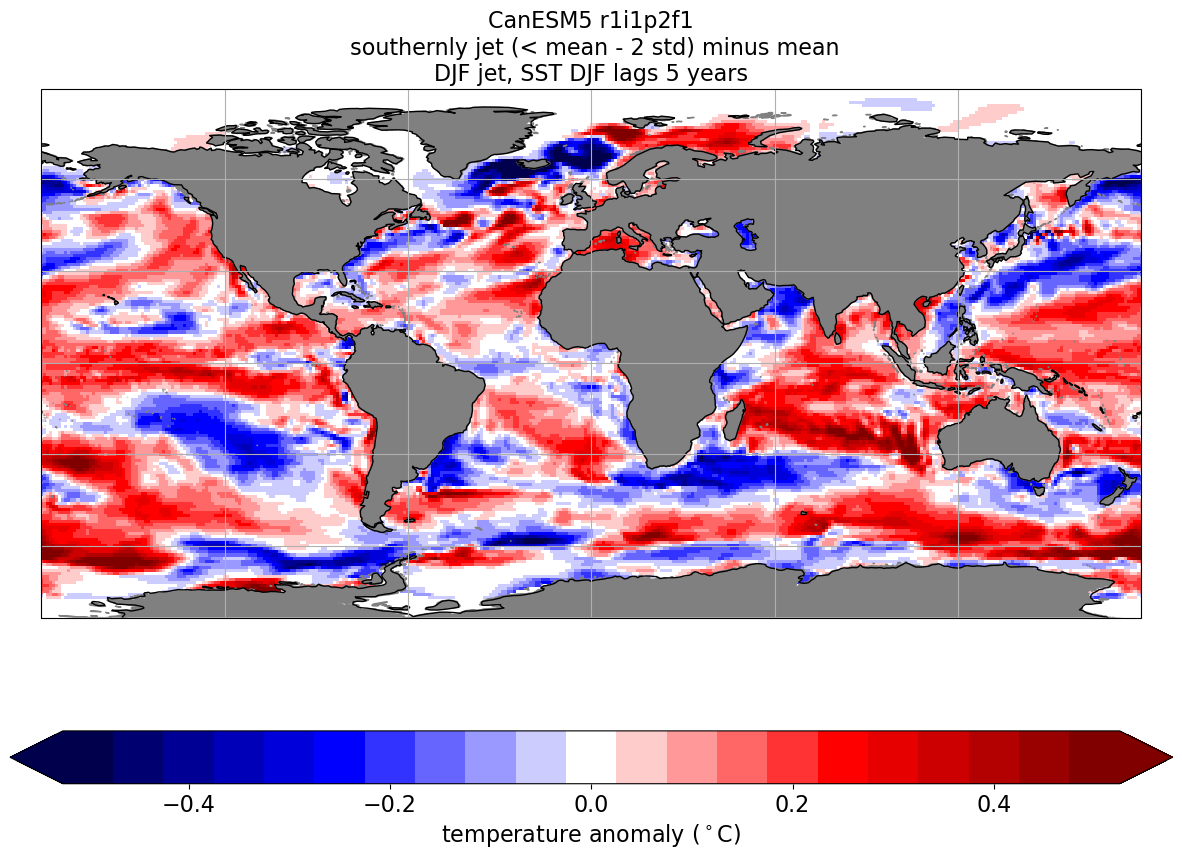 CanESM5 r1i1p2f1
southernly jet (< mean - 2 std) minus mean
DJF jet, SST DJF lags 5 years
−0.4 −0.2 0.0 0.2 0.4
temperature anomaly (°C)